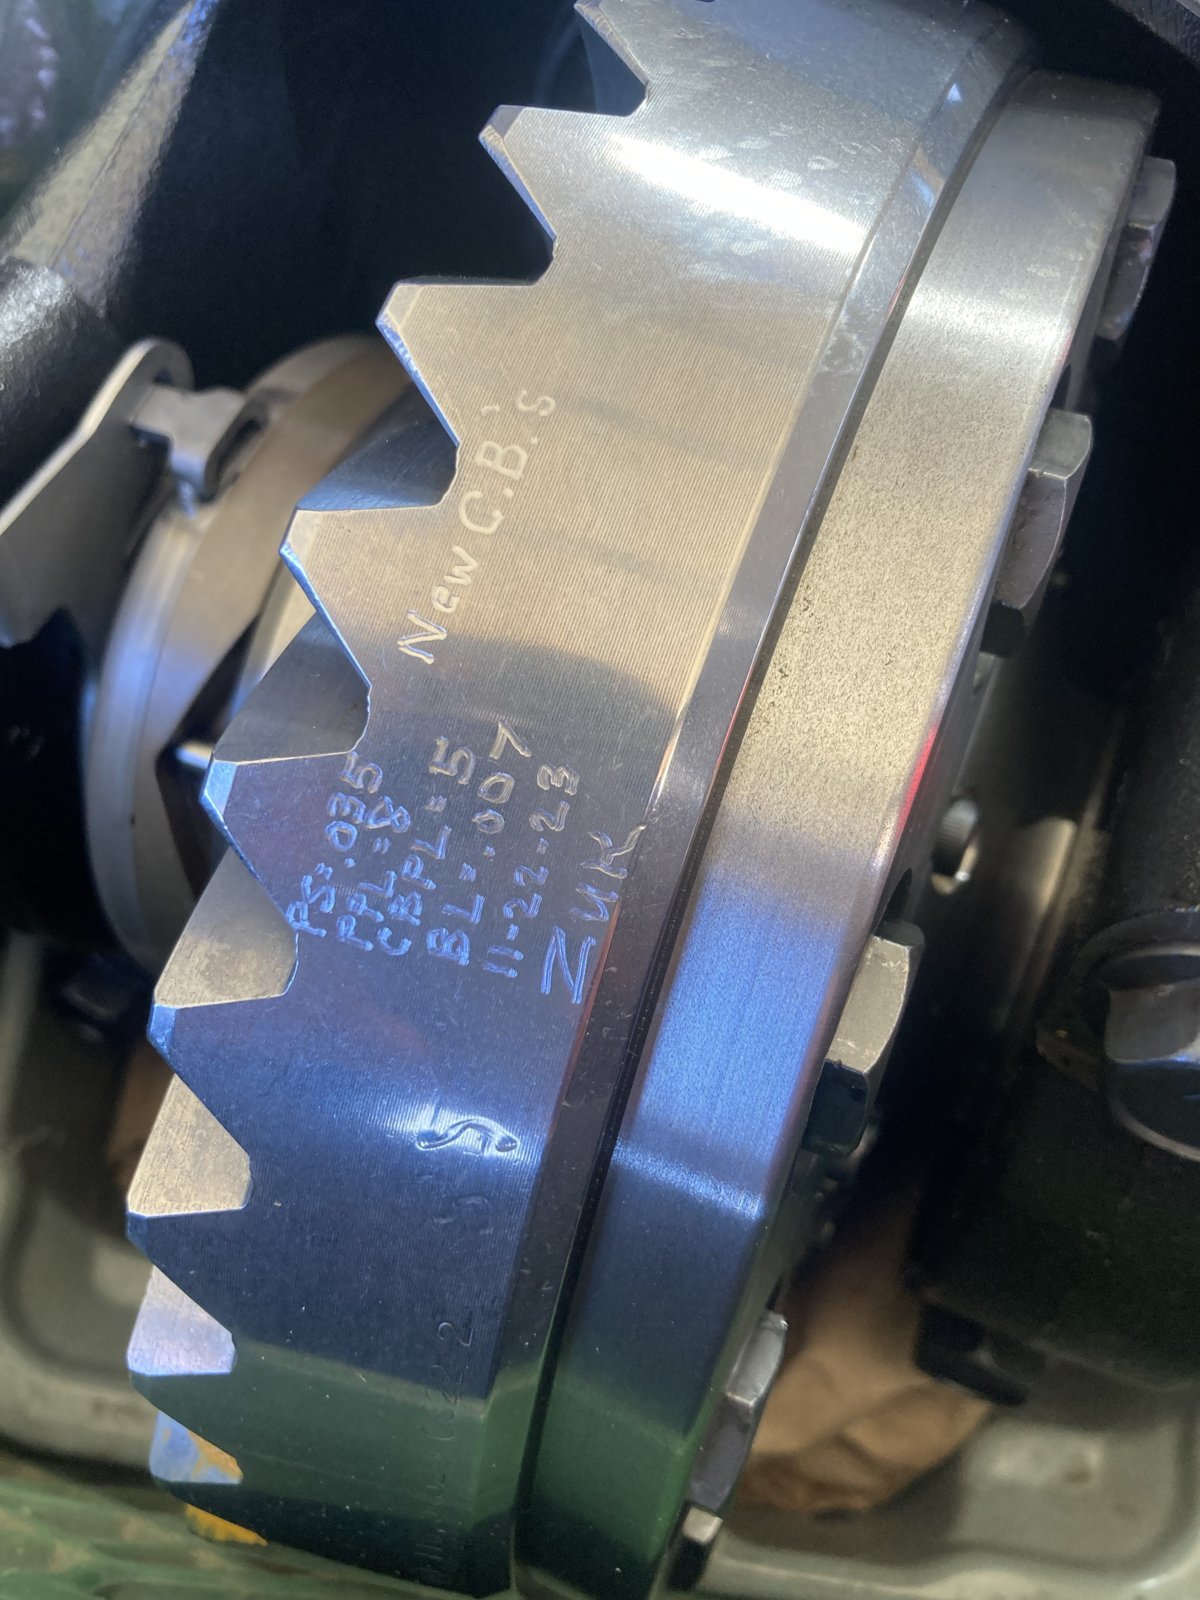 New C.B.'s
PS=.035
PPL=8
CBPL=5
BL=.007
11-22-23
ZUK